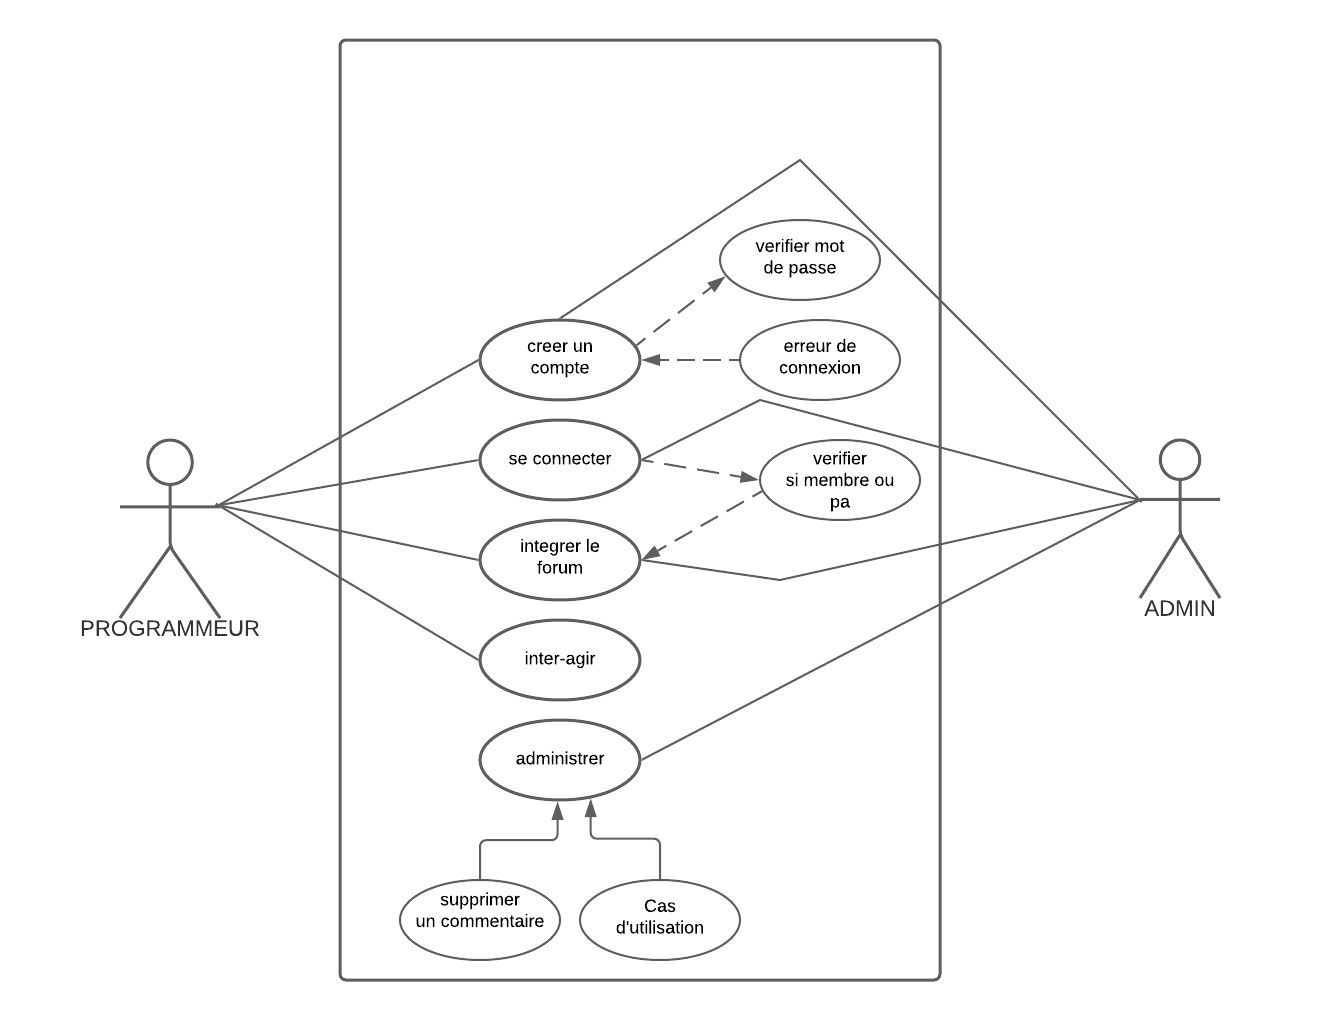 verifier mot
de passe
creer un
compte
erreur de
connexion
se connecter
verifier
si membre ou
pa
integrer le
forum
PROGRAMMEUR
ADMIN
inter-agir
administrer
supprimer
un commentaire
Cas
d'utilisation